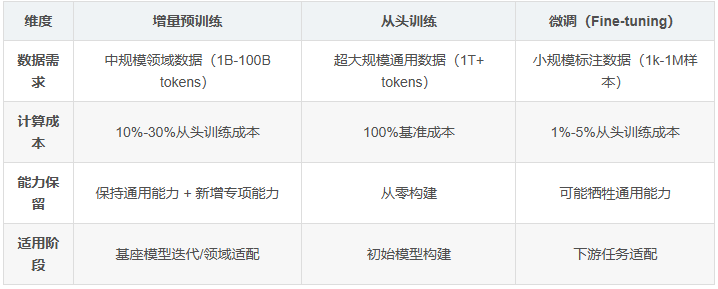 维度 增量预训练 从头训练 微调（Fine-tuning）
数据需
求
中规模领域数据（1B-100B
tokens）
超大规模通用数据（1T+
tokens）
小规模标注数据（1k-1M样
本）
计算成
本
10%-30%从头训练成本 100%基准成本 1%-5%从头训练成本
能力保
留
保持通用能力 + 新增专项能力 从零构建 可能牺牲通用能力
适用阶
段
基座模型迭代/领域适配 初始模型构建 下游任务适配